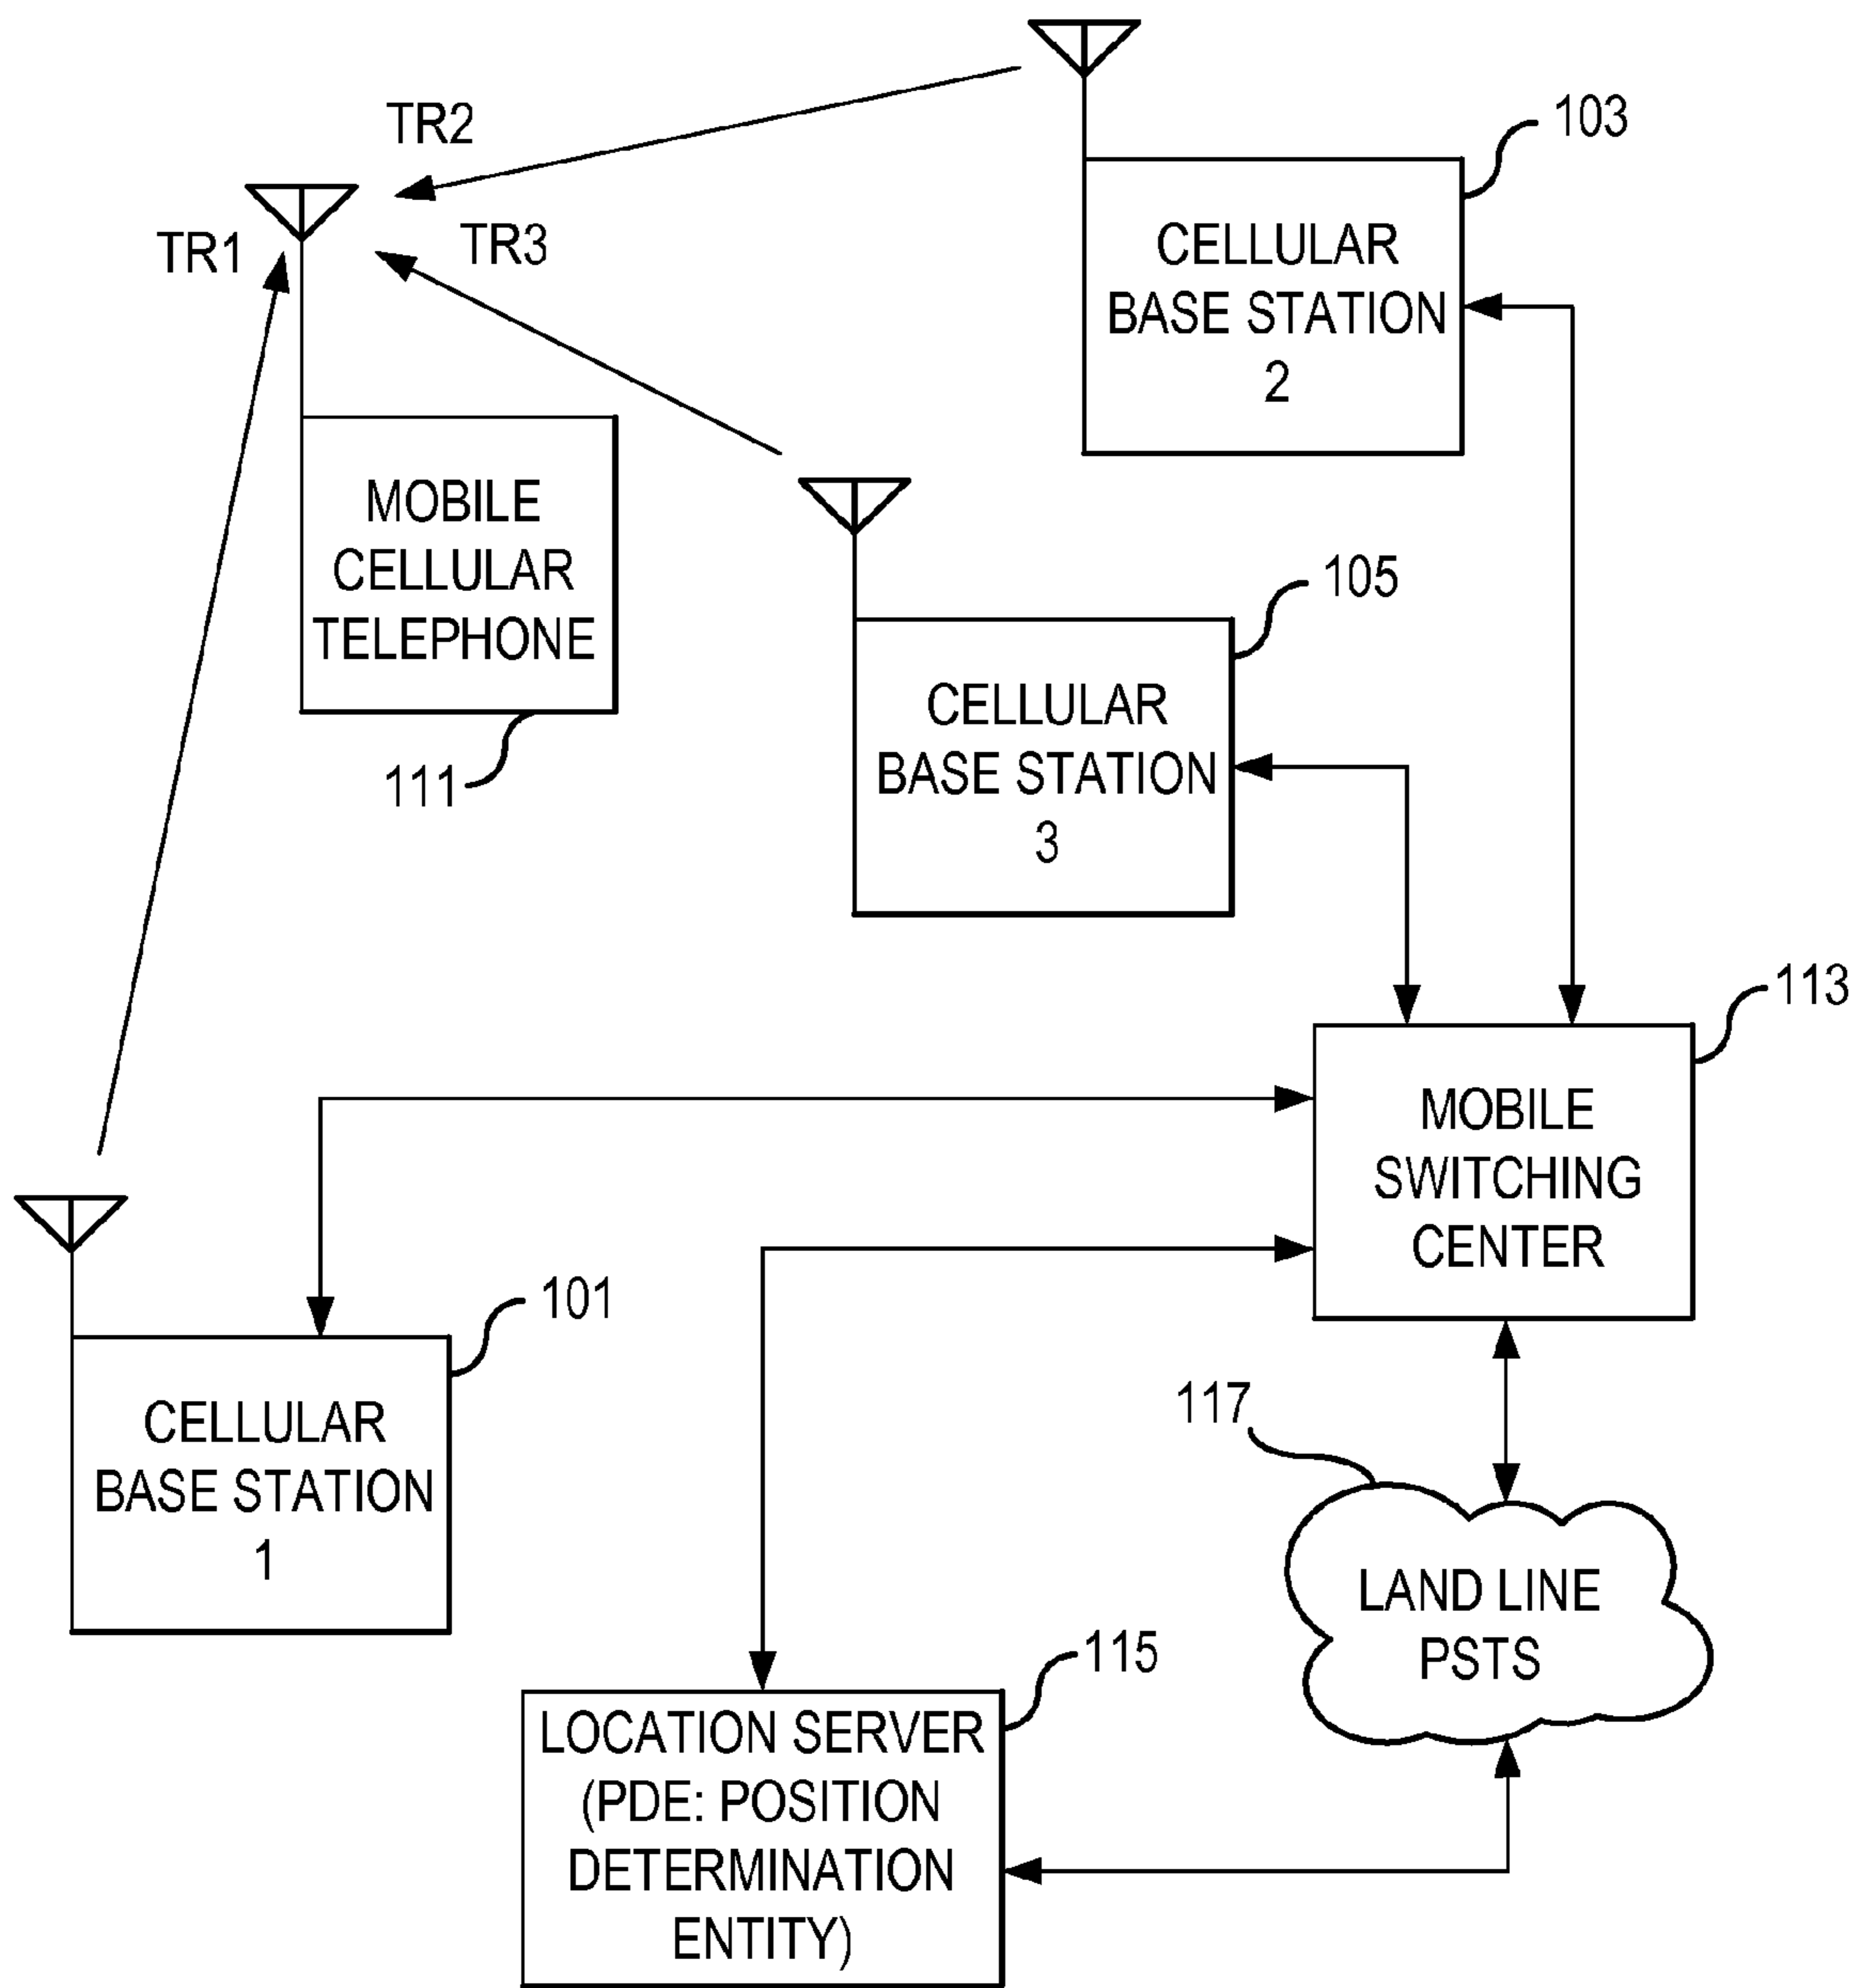 103
TR2
TR1
TR3
CELLULAR
BASE STATION
2
MOBILE
CELLULAR
TELEPHONE
111
105
CELLULAR
BASE STATION
3
113
MOBILE
SWITCHING
CENTER
101
CELLULAR
BASE STATION
1
117
LAND LINE
PSTS
115
LOCATION SERVER
(PDE: POSITION
DETERMINATION
ENTITY)